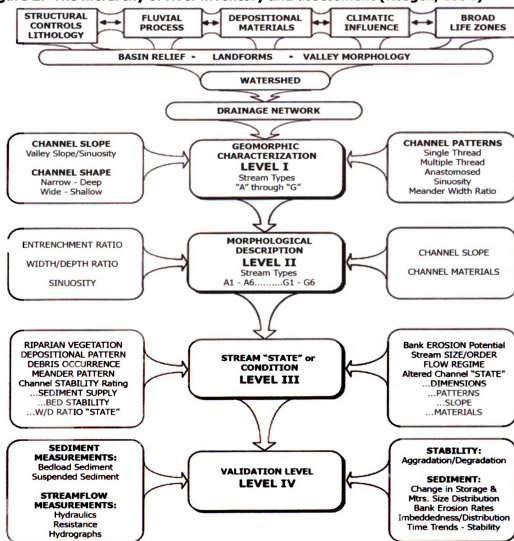 STRUCTURAL CONTROLS LITHOLOGY
FLUVIAL PROCESS
DEPOSITIONAL MATERIALS
CLIMATIC INFLUENCE
BROAD LIFE ZONES
BASIN RELIEF - LANDFORMS - VALLEY MORPHOLOGY
WATERSHED
DRAINAGE NETWORK
CHANNEL SLOPE
Valley Slope/Sinuosity
CHANNEL SHAPE
Narrow - Deep
Wide - Shallow
GEOMORPHIC
CHARACTERIZATION
LEVEL I
Stream Types
"A" through "G"
CHANNEL PATTERNS
Single Thread
Multiple Thread
Anastomosed
Sinuosity
Meander Width Ratio
ENTRENCHMENT RATIO
WIDTH/DEPTH RATIO
SINUOSITY
MORPHOLOGICAL
DESCRIPTION
LEVEL II
Stream Types
A1 - A6..........G1 - G6
CHANNEL SLOPE
CHANNEL MATERIALS
RIPARIAN VEGETATION
DEPOSITIONAL PATTERN
DEBRIS OCCURRENCE
MEANDER PATTERN
Channel STABILITY Rating
...SEDIMENT SUPPLY
...BED STABILITY
...W/D RATIO "STATE"
STREAM "STATE" or
CONDITION
LEVEL III
Bank EROSION Potential
Stream SIZE/ORDER
FLOW REGIME
Altered Channel "STATE"
...DIMENSIONS
...PATTERNS
...SLOPE
...MATERIALS
SEDIMENT
MEASUREMENTS:
Bedload Sediment
Suspended Sediment
STREAMFLOW
MEASUREMENTS:
Hydraulics
Resistance
Hydrographs
VALIDATION LEVEL
LEVEL IV
STABILITY:
Aggradation/Degradation
SEDIMENT:
Change in Storage &
Mtrs. Size Distribution
Bank Erosion Rates
Imbeddedness/Distribution
Time Trends - Stability